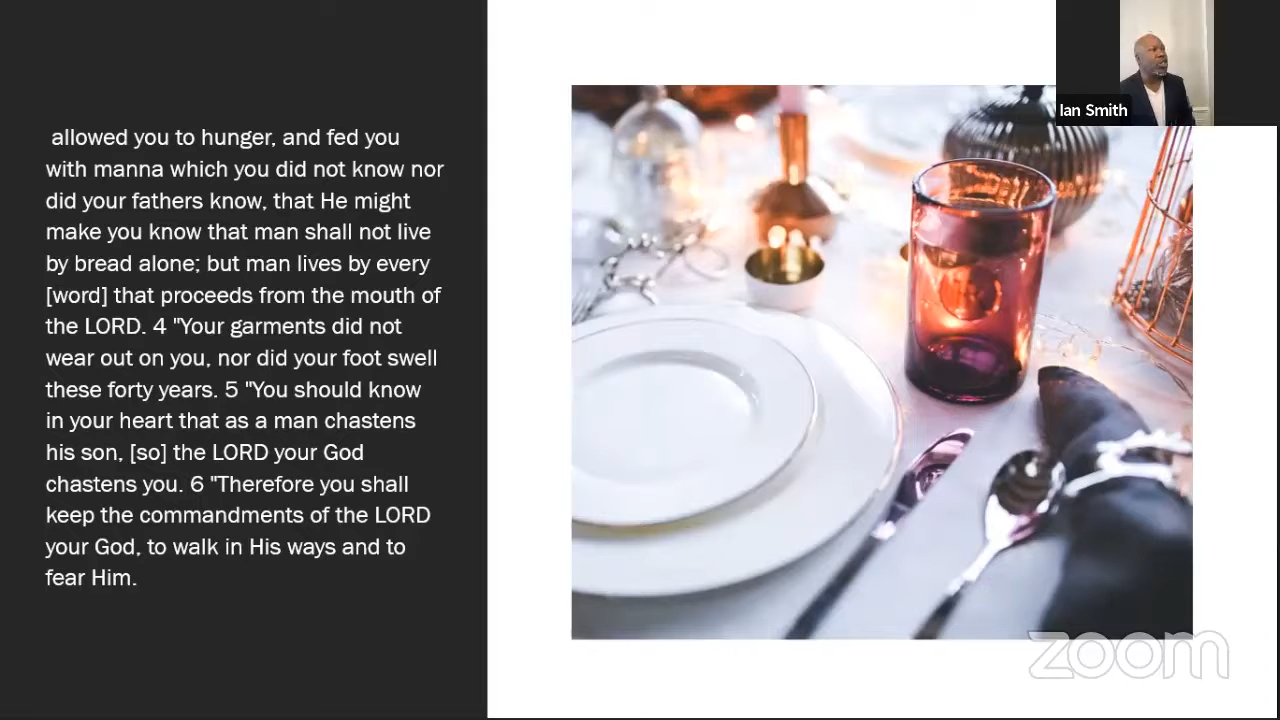 allowed you to hunger, and fed you
with manna which you did not know nor
did your fathers know, that He might
make you know that man shall not live
by bread alone; but man lives by every
[word] that proceeds from the mouth of
the LORD. 4 "Your garments did not
wear out on you, nor did your foot swell
these forty years. 5 "You should know
in your heart that as a man chastens
his son, [so] the LORD your God
chastens you. 6 "Therefore you shall
keep the commandments of the LORD
your God, to walk in His ways and to
fear Him.
Ian Smith
zoom